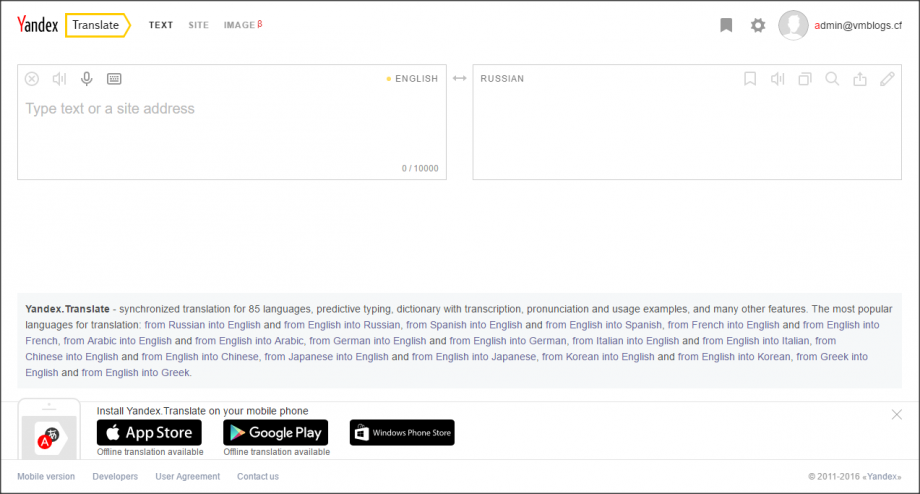 Yandex Translate TEXT SITE IMAGE β admin@vmblogs.cf
ENGLISH RUSSIAN
Type text or a site address
0 / 10000
Yandex.Translate - synchronized translation for 85 languages, predictive typing, dictionary with transcription, pronunciation and usage examples, and many other features. The most popular
languages for translation: from Russian into English and from English into Russian, from Spanish into English and from English into Spanish, from French into English and from English into
French, from Arabic into English and from English into Arabic, from German into English and from English into German, from Italian into English and from English into Italian, from
Chinese into English and from English into Chinese, from Japanese into English and from English into Japanese, from Korean into English and from English into Korean, from Greek into
English and from English into Greek.
Install Yandex.Translate on your mobile phone
App Store Google Play Windows Phone Store
Offline translation available Offline translation available
Mobile version Developers User Agreement Contact us © 2011-2016 «Yandex»